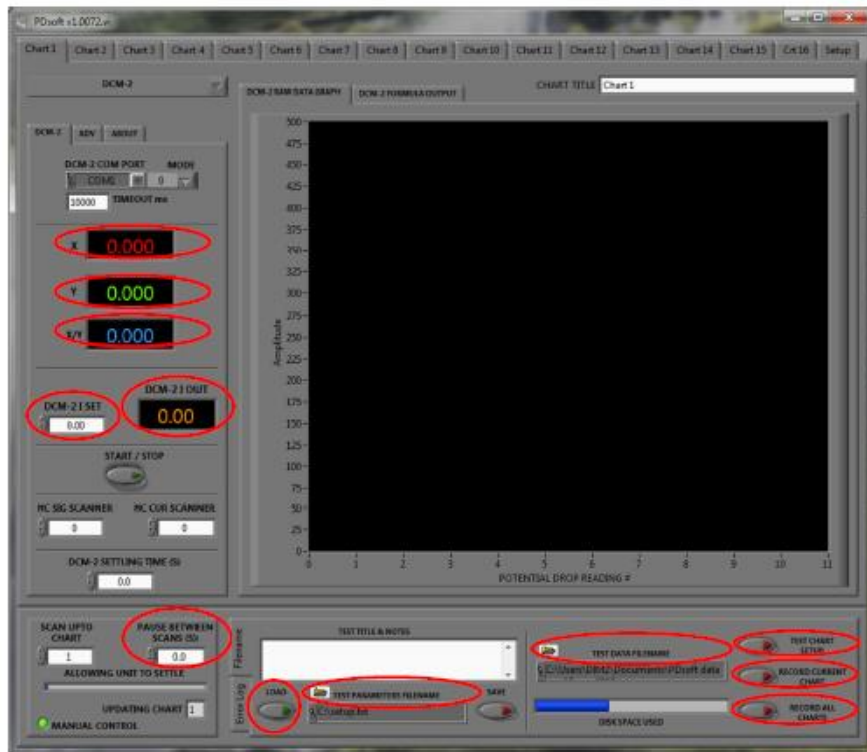 PDsoft v1.0072.vi
Chart 1 Chart 2 Chart 3 Chart 4 Chart 5 Chart 6 Chart 7 Chart 8 Chart 9 Chart 10 Chart 11 Chart 12 Chart 13 Chart 14 Chart 15 Crt 16 Setup
DCM-2
DCM-2 RAW DATA GRAPH DCM-2 FORMULA OUTPUT
CHART TITLE Chart 1
DCM-2 ADV ABOUT
DCM-2 COM PORT MODE
COM1 0
10000 TIMEOUT ms
X 0.000
Y 0.000
X/Y 0.000
DCM-2 I SET DCM-2 I OUT
0.00 0.00
START / STOP
MC SIG SCANNER MC CUR SCANNER
0 0
DCM-2 SETTLING TIME (S)
0.0
Amplitude
500
475
450
425
400
375
350
325
300
275
250
225
200
175
150
125
100
75
50
25
0
0 1 2 3 4 5 6 7 8 9 10 11
POTENTIAL DROP READING #
SCAN UPTO CHART
1
PAUSE BETWEEN SCANS (S)
0.0
ALLOWING UNIT TO SETTLE
UPDATING CHART 1
MANUAL CONTROL
Filename
Error Log
TEST TITLE & NOTES
LOAD
TEST PARAMETERS FILENAME
C:\setup.txt
SAVE
TEST DATA FILENAME
DISK SPACE USED
TEST CHART SETUP
RECORD CURRENT CHART
RECORD ALL CHARTS